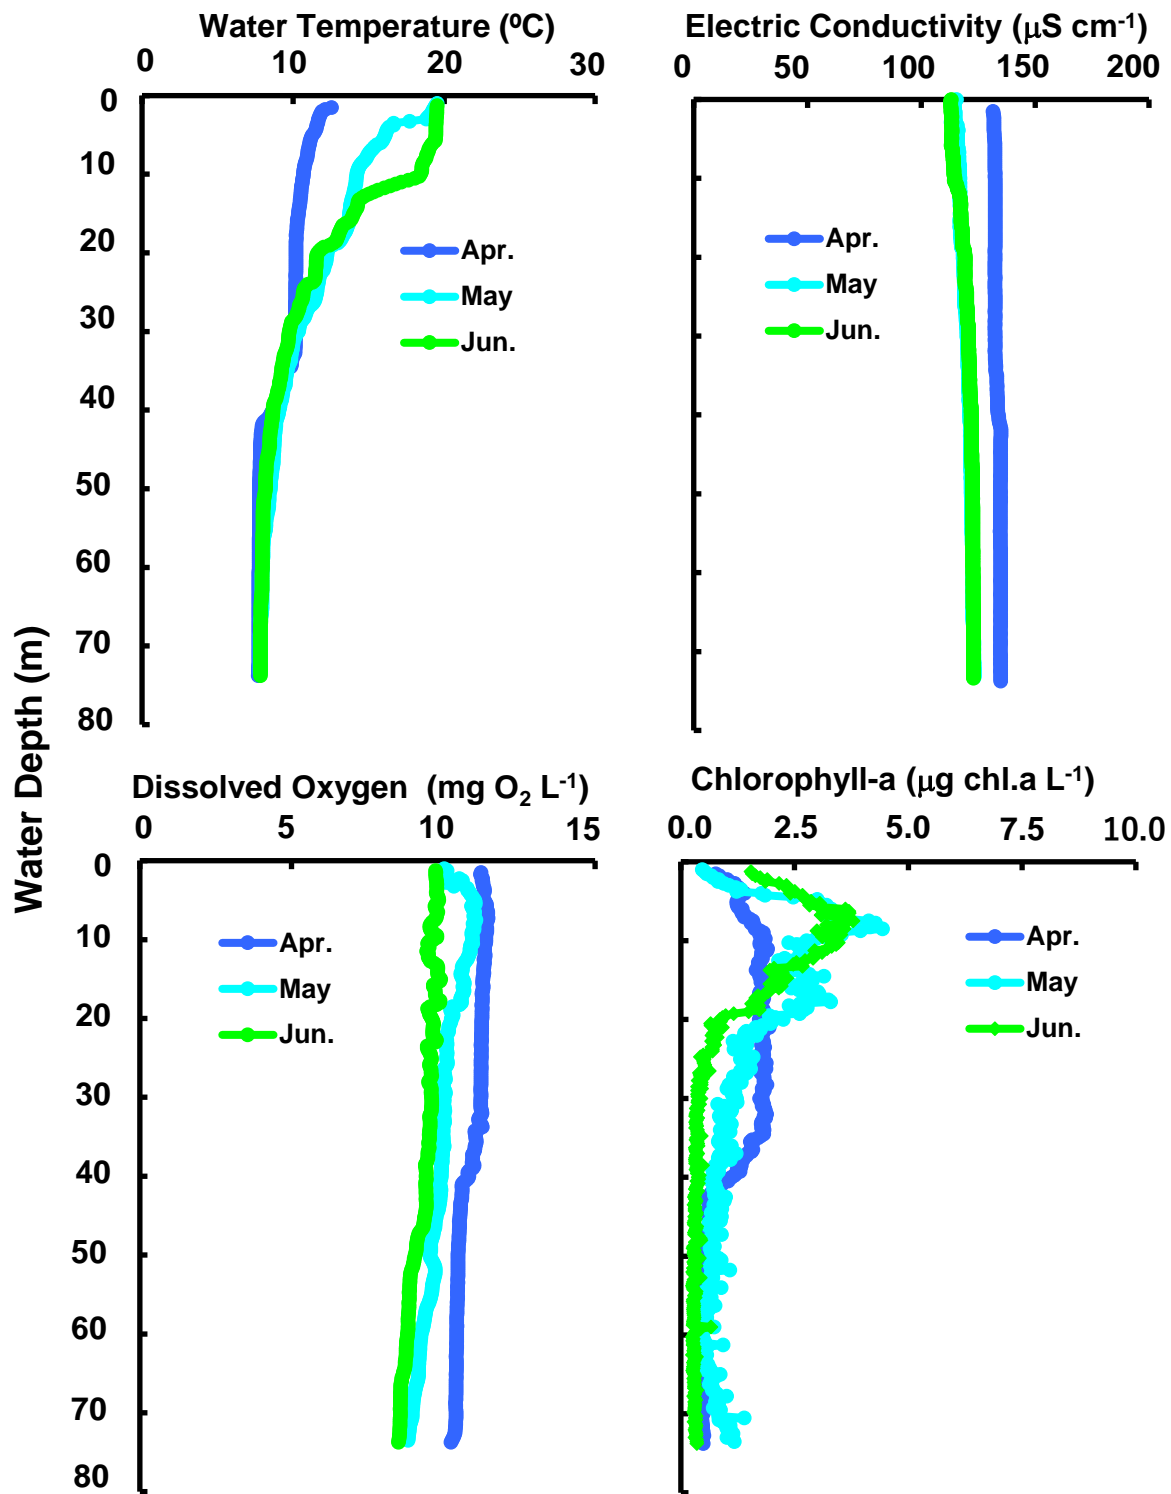 Water Temperature (ºC)
0 10 20 30
Electric Conductivity (μS cm-1)
0 50 100 150 200
0
10
20
30
40
50
60
70
80
Apr.
May
Jun.
Apr.
May
Jun.
Water Depth (m)
Dissolved Oxygen (mg O2 L-1)
0 5 10 15
Chlorophyll-a (μg chl.a L-1)
0.0 2.5 5.0 7.5 10.0
0
10
20
30
40
50
60
70
80
Apr.
May
Jun.
Apr.
May
Jun.